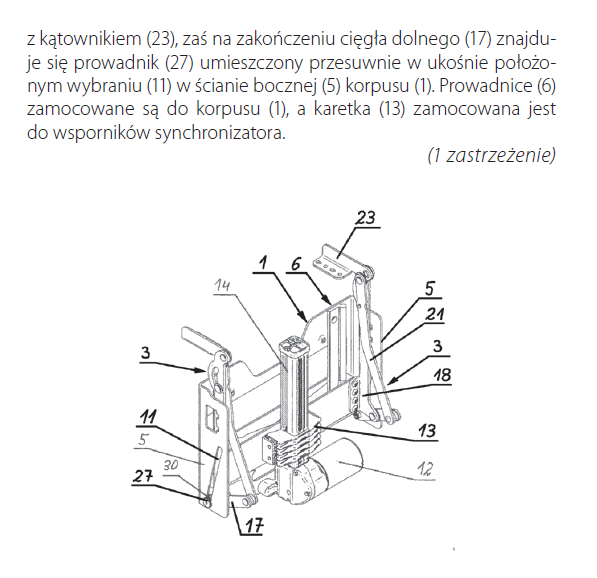 z kątownikiem (23), zaś na zakończeniu cięgła dolnego (17) znajdu-
je się prowadnik (27) umieszczony przesuwnie w ukośnie położo-
nym wybraniu (11) w ścianie bocznej (5) korpusu (1). Prowadnice (6)
zamocowane są do korpusu (1), a karetka (13) zamocowana jest
do wsporników synchronizatora.
(1 zastrzeżenie)
23
1 6
14 5
21
3 3
18
11
5 13
30 12
27
17